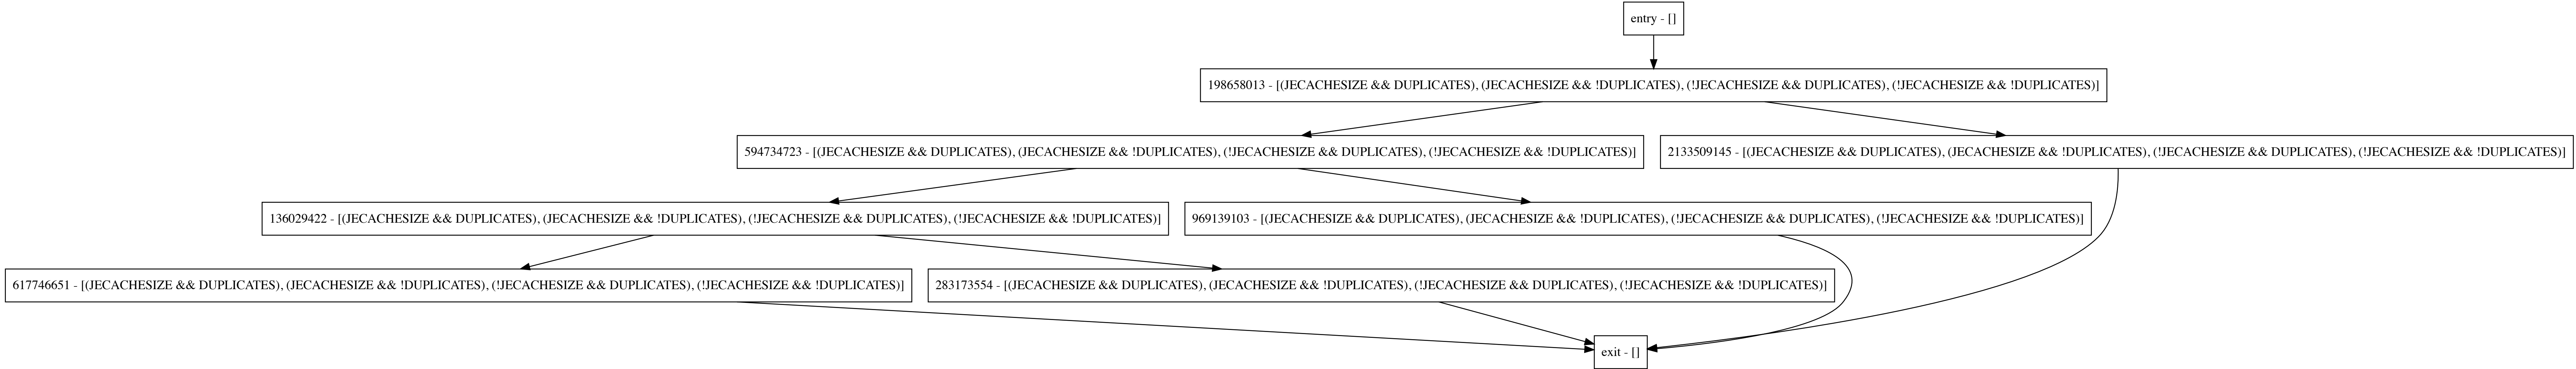 entry - []
198658013 - [(JECACHESIZE && DUPLICATES), (JECACHESIZE && !DUPLICATES), (!JECACHESIZE && DUPLICATES), (!JECACHESIZE && !DUPLICATES)]
594734723 - [(JECACHESIZE && DUPLICATES), (JECACHESIZE && !DUPLICATES), (!JECACHESIZE && DUPLICATES), (!JECACHESIZE && !DUPLICATES)]
2133509145 - [(JECACHESIZE && DUPLICATES), (JECACHESIZE && !DUPLICATES), (!JECACHESIZE && DUPLICATES), (!JECACHESIZE && !DUPLICATES)]
136029422 - [(JECACHESIZE && DUPLICATES), (JECACHESIZE && !DUPLICATES), (!JECACHESIZE && DUPLICATES), (!JECACHESIZE && !DUPLICATES)]
969139103 - [(JECACHESIZE && DUPLICATES), (JECACHESIZE && !DUPLICATES), (!JECACHESIZE && DUPLICATES), (!JECACHESIZE && !DUPLICATES)]
617746651 - [(JECACHESIZE && DUPLICATES), (JECACHESIZE && !DUPLICATES), (!JECACHESIZE && DUPLICATES), (!JECACHESIZE && !DUPLICATES)]
283173554 - [(JECACHESIZE && DUPLICATES), (JECACHESIZE && !DUPLICATES), (!JECACHESIZE && DUPLICATES), (!JECACHESIZE && !DUPLICATES)]
exit - []